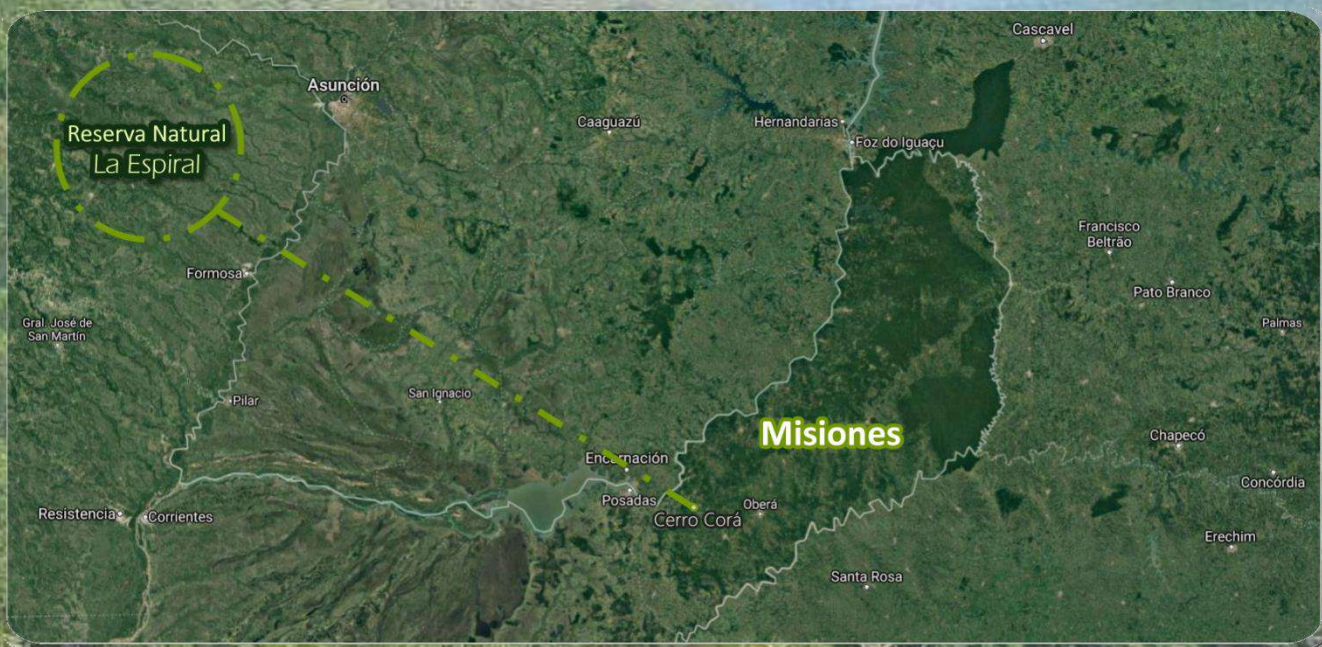 Cascavel
Asunción
Reserva Natural
La Espiral
Caaguazú
Hernandarias
Foz do Iguaçu
Francisco
Beltrão
Formosa
Pato Branco
Gral. José de
San Martín
Palmas
San Ignacio
Pilar
Misiones
Chapecó
Encarnación
Concórdia
Posadas
Oberá
Resistencia
Corrientes
Cerro Corá
Erechim
Santa Rosa